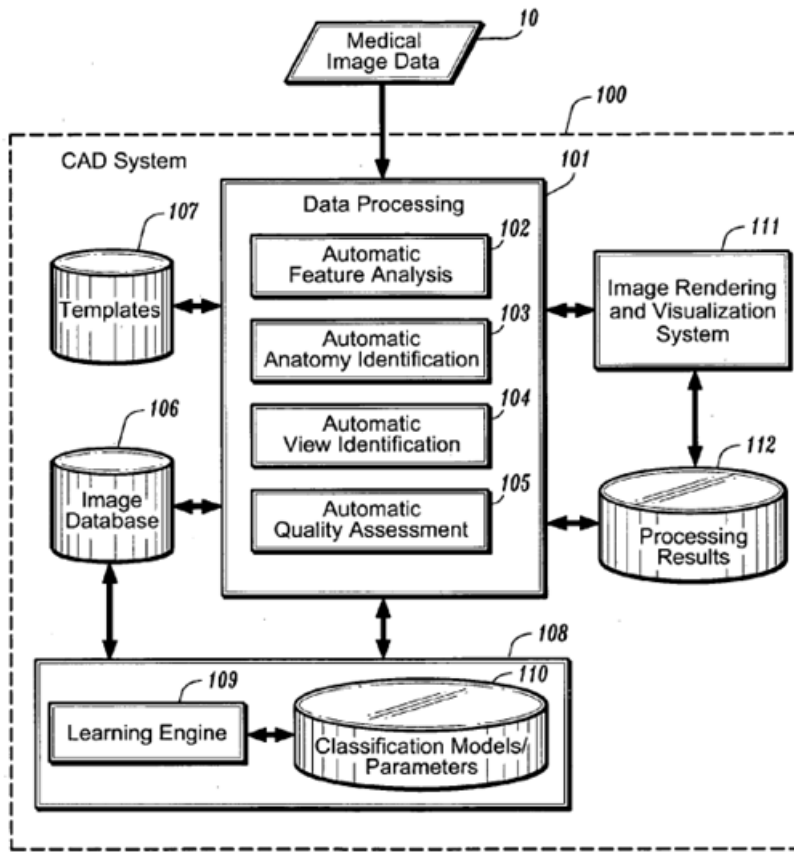 10
Medical
Image Data
100
CAD System
101
Data Processing
107
Templates
102
Automatic
Feature Analysis
103
Automatic
Anatomy Identification
104
Automatic
View Identification
105
Automatic
Quality Assessment
111
Image Rendering
and Visualization
System
106
Image
Database
112
Processing
Results
108
109
Learning Engine
110
Classification Models/
Parameters